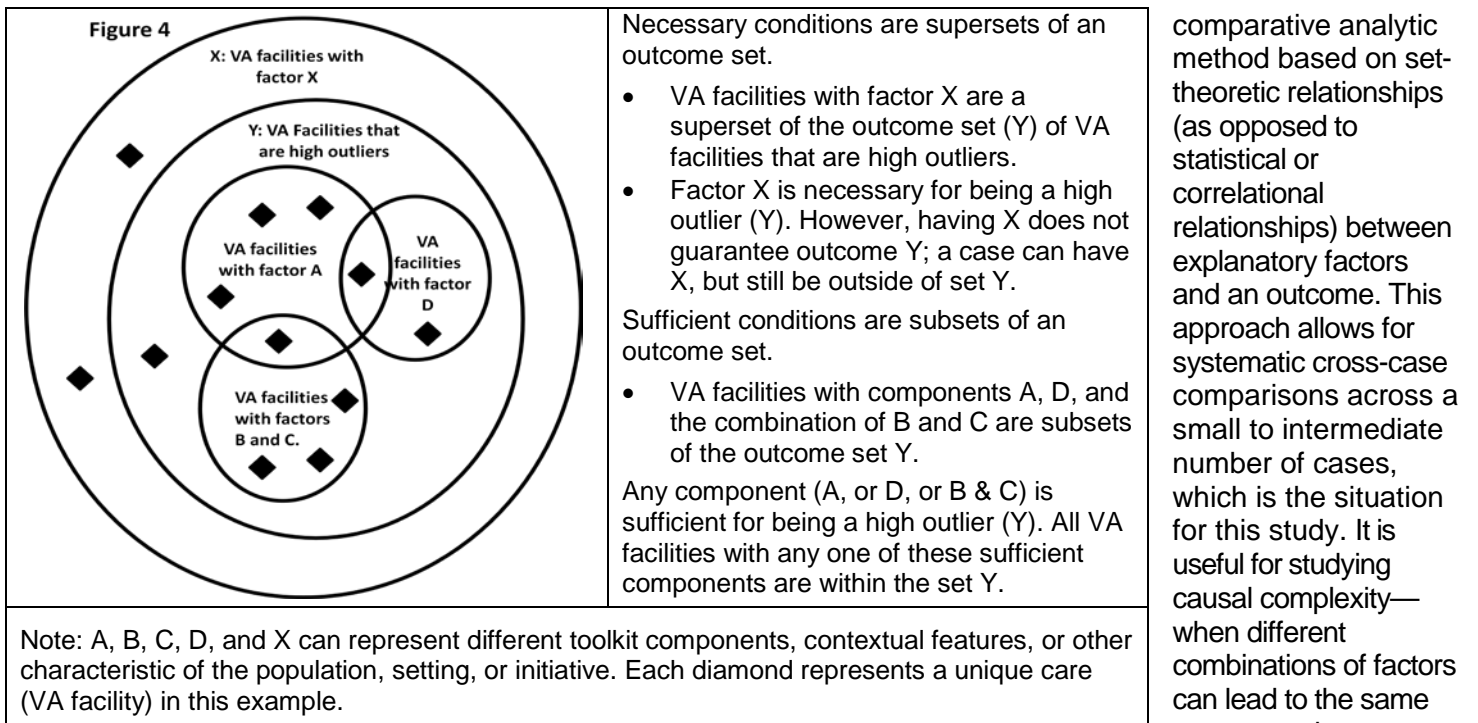 Figure 4
X: VA facilities with
factor X
Y: VA Facilities that
are high outliers
VA facilities
with factor A
VA
facilities
with factor
D
VA facilities
with factors
B and C.
Necessary conditions are supersets of an
outcome set.
• VA facilities with factor X are a
superset of the outcome set (Y) of VA
facilities that are high outliers.
• Factor X is necessary for being a high
outlier (Y). However, having X does not
guarantee outcome Y; a case can have
X, but still be outside of set Y.
Sufficient conditions are subsets of an
outcome set.
• VA facilities with components A, D, and
the combination of B and C are subsets
of the outcome set Y.
Any component (A, or D, or B & C) is
sufficient for being a high outlier (Y). All VA
facilities with any one of these sufficient
components are within the set Y.
Note: A, B, C, D, and X can represent different toolkit components, contextual features, or other
characteristic of the population, setting, or initiative. Each diamond represents a unique care
(VA facility) in this example.
comparative analytic
method based on set-
theoretic relationships
(as opposed to
statistical or
correlational
relationships) between
explanatory factors
and an outcome. This
approach allows for
systematic cross-case
comparisons across a
small to intermediate
number of cases,
which is the situation
for this study. It is
useful for studying
causal complexity—
when different
combinations of factors
can lead to the same